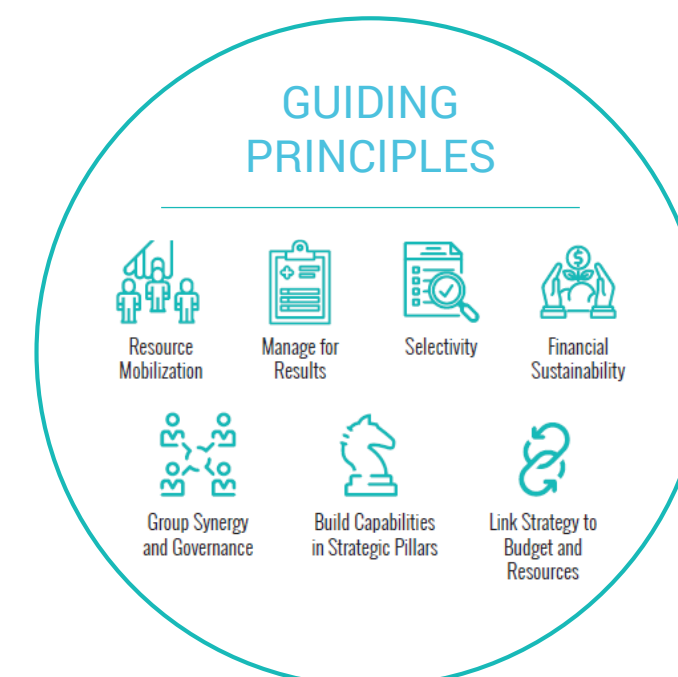 GUIDING
PRINCIPLES
Resource
Mobilization
Manage for
Results
Selectivity
Financial
Sustainability
Group Synergy
and Governance
Build Capabilities
in Strategic Pillars
Link Strategy to
Budget and
Resources